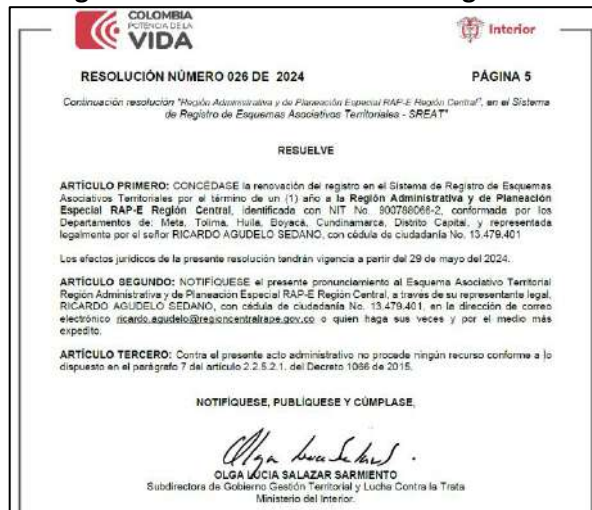 COLOMBIA
POTENCIA DE LA
VIDA
Interior
RESOLUCIÓN NÚMERO 026 DE 2024 PÁGINA 5
Continuación resolución "Región Administrativa y de Planeación Especial RAP-E Región Central", en el Sistema
de Registro de Esquemas Asociativos Territoriales - SREAT"
RESUELVE
ARTÍCULO PRIMERO: CONCÉDASE la renovación del registro en el Sistema de Registro de Esquemas
Asociativos Territoriales por el término de un (1) año a la Región Administrativa y de Planeación
Especial RAP-E Región Central, identificada con NIT No. 900788066-2, conformada por los
Departamentos de: Meta, Tolima, Huila, Boyacá, Cundinamarca, Distrito Capital, y representada
legalmente por el señor RICARDO AGUDELO SEDANO, con cédula de ciudadanía No. 13.479.401
Los efectos jurídicos de la presente resolución tendrán vigencia a partir del 29 de mayo del 2024.
ARTÍCULO SEGUNDO: NOTIFÍQUESE el presente pronunciamiento al Esquema Asociativo Territorial
Región Administrativa y de Planeación Especial RAP-E Región Central, a través de su representante legal,
RICARDO AGUDELO SEDANO, con cédula de ciudadanía No. 13.479.401, en la dirección de correo
electrónico ricardo.agudelo@regioncentralrape.gov.co o quien haga sus veces y por el medio más
expedito.
ARTÍCULO TERCERO: Contra el presente acto administrativo no procede ningún recurso conforme a lo
dispuesto en el parágrafo 7 del artículo 2.2.5.2.1. del Decreto 1066 de 2015.
NOTIFÍQUESE, PUBLÍQUESE Y CÚMPLASE,
OLGA LUCIA SALAZAR SARMIENTO
Subdirectora de Gobierno Gestión Territorial y Lucha Contra la Trata
Ministerio del Interior.